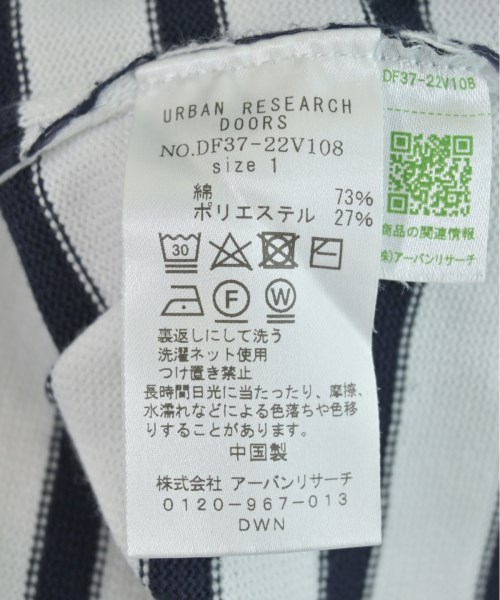 URBAN RESEARCH
DOORS
NO.DF37-22V108
size 1
綿 73%
ポリエステル 27%
30
F
W
裏返しにして洗う
洗濯ネット使用
つけ置き禁止
長時間日光に当たったり、摩擦、
水濡れなどによる色落ちや色移
りすることがあります。
中国製
株式会社 アーバンリサーチ
0120-967-013
DWN
DF37-22V108
商品の関連情報
(株)アーバンリサーチ